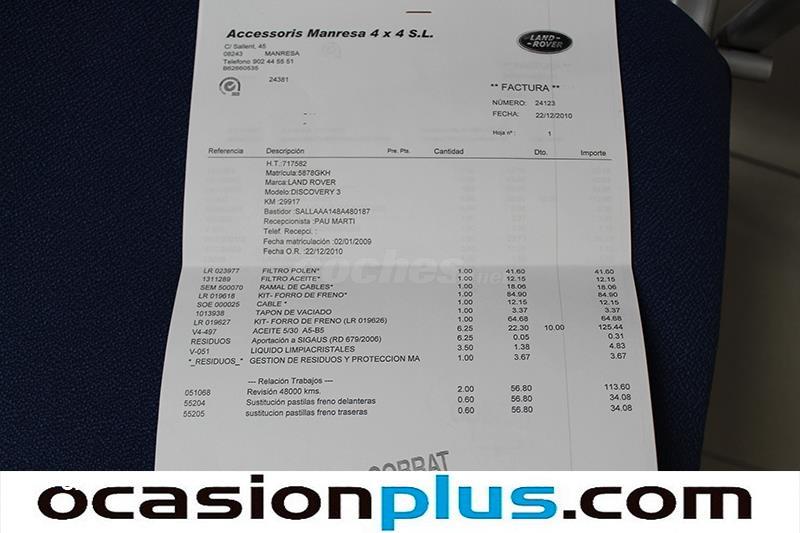 Accessoris Manresa 4 x 4 S.L.
C/ Sallent, 45
08243 MANRESA
Telefono 902 44 55 51
B62660535
24381
LAND-
-ROVER
** FACTURA **
NÚMERO: 24123
FECHA: 22/12/2010
Hoja nº : 1
Referencia Descripción Pre. Pts. Cantidad Dto. Importe
H.T.:717582
Matrícula:5878GKH
Marca:LAND ROVER
Modelo:DISCOVERY 3
KM :29917
Bastidor :SALLAAA148A480187
Recepcionista :PAU MARTI
Telef. Recepci. :
Fecha matriculación :02/01/2009
Fecha O.R. :22/12/2010
coches.net
LR 023977 FILTRO POLEN* 1.00 41.60 41.60
1311289 FILTRO ACEITE* 1.00 12.15 12.15
SEM 500070 RAMAL DE CABLES* 1.00 18.06 18.06
LR 019618 KIT- FORRO DE FRENO* 1.00 84.90 84.90
SOE 000025 CABLE * 1.00 12.15 12.15
1013938 TAPON DE VACIADO 1.00 3.37 3.37
LR 019627 KIT- FORRO DE FRENO (LR 019626) 1.00 64.68 64.68
V4-497 ACEITE 5/30 A5-B5 6.25 22.30 10.00 125.44
RESIDUOS Aportación a SIGAUS (RD 679/2006) 6.25 0.05 0.31
V-051 LIQUIDO LIMPIACRISTALES 3.50 1.38 4.83
*_RESIDUOS_* GESTION DE RESIDUOS Y PROTECCION MA 1.00 3.67 3.67
--- Relación Trabajos ---
051068 Revisión 48000 kms. 2.00 56.80 113.60
55204 Sustitución pastilas freno delanteras 0.60 56.80 34.08
55205 sustitucion pastillas freno traseras 0.60 56.80 34.08
COBRAT
ocasionplus.com